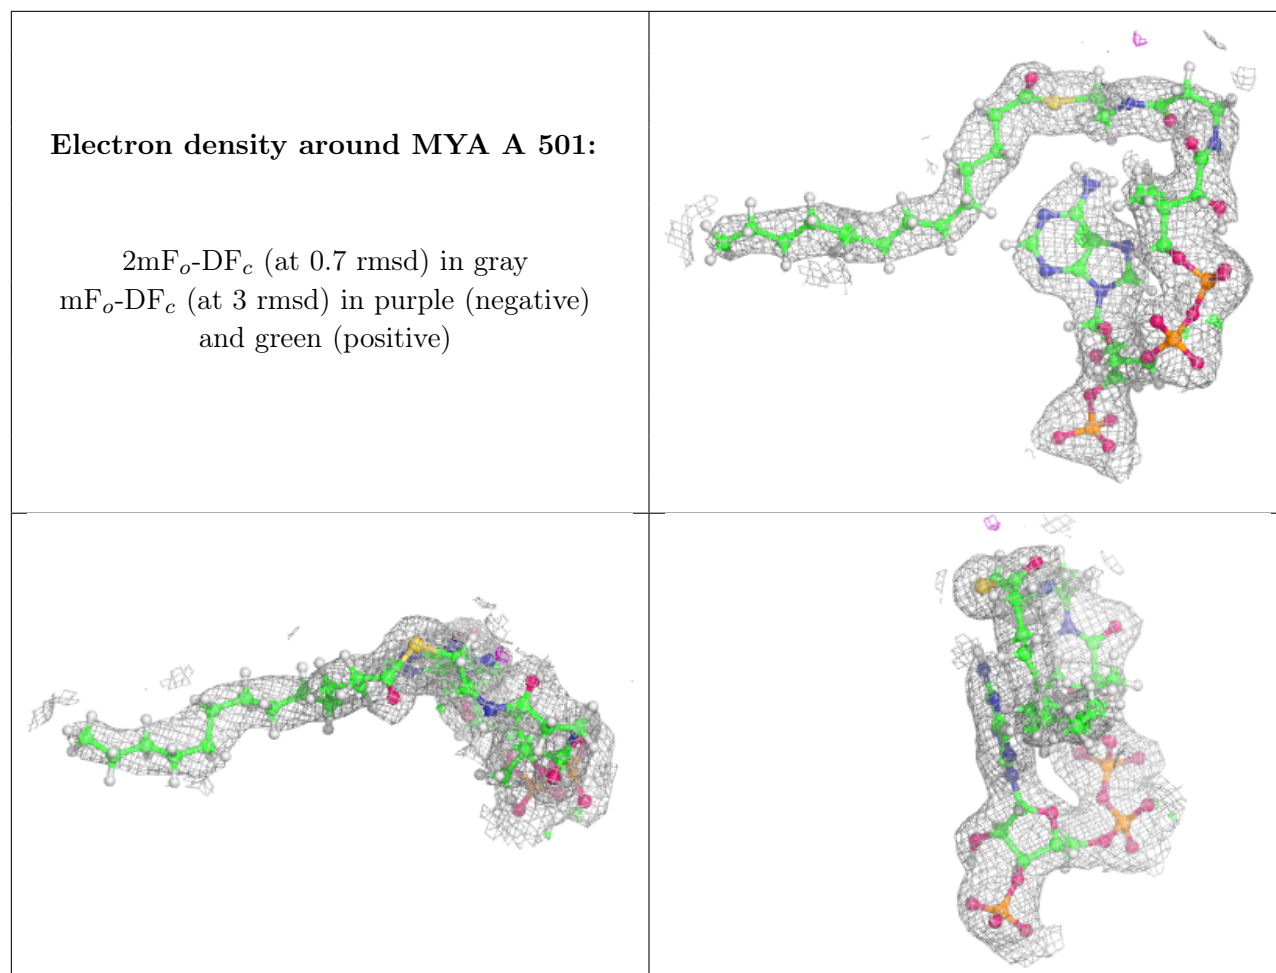 Electron density around MYA A 501:
2mFₒ-DF𝒸 (at 0.7 rmsd) in gray
mFₒ-DF𝒸 (at 3 rmsd) in purple (negative)
and green (positive)